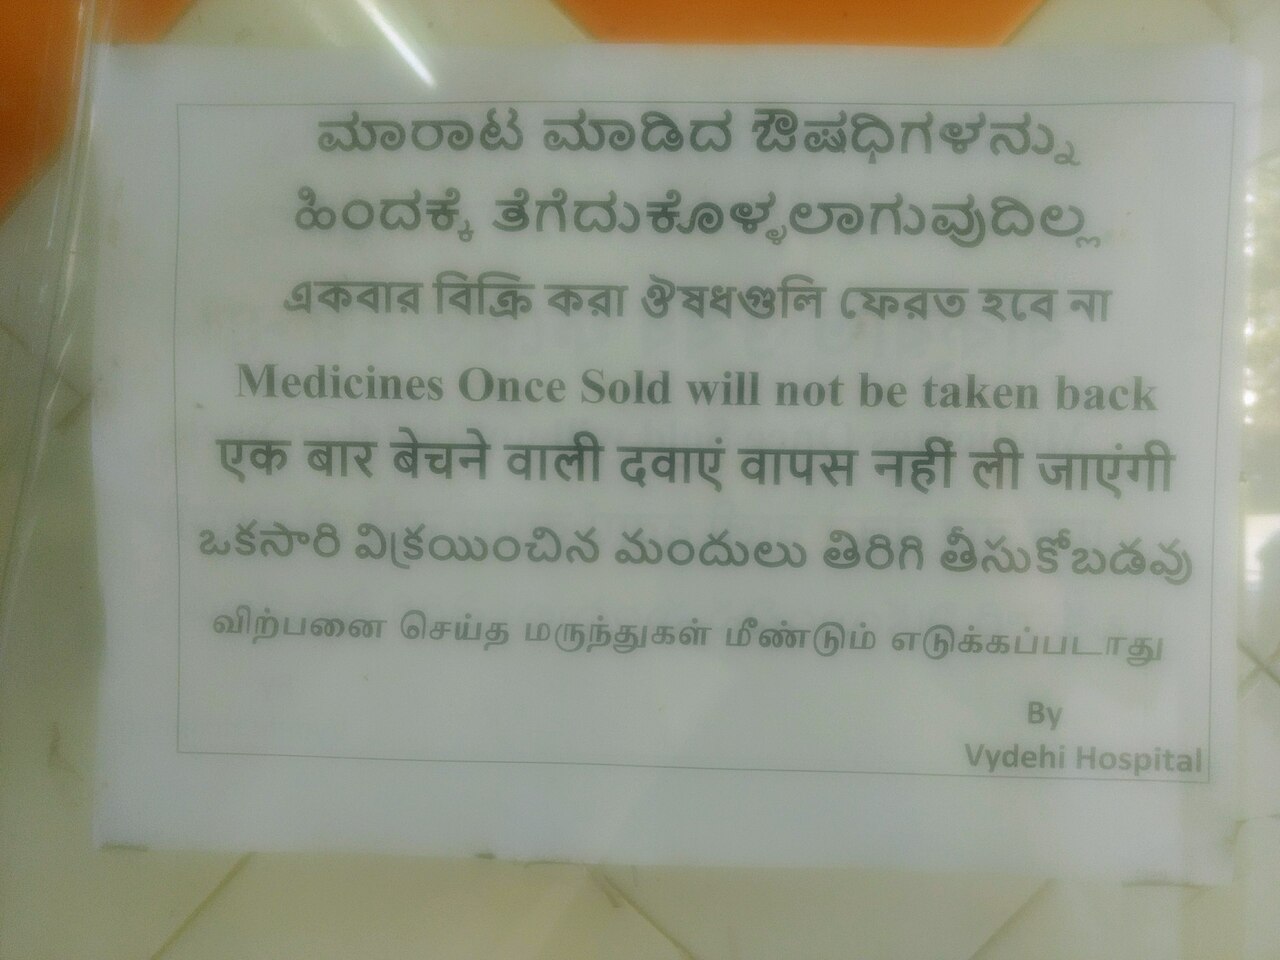 ಮಾರಾಟ ಮಾಡಿದ ಔಷಧಿಗಳನ್ನು
ಹಿಂದಕ್ಕೆ ತೆಗೆದುಕೊಳ್ಳಲಾಗುವುದಿಲ್ಲ
একবার বিক্রি করা ঔষধগুলি ফেরত হবে না
Medicines Once Sold will not be taken back
एक बार बेचने वाली दवाएं वापस नहीं ली जाएंगी
ఒకసారి విక్రయించిన మందులు తిరిగి తీసుకోబడవు
விற்பனை செய்த மருந்துகள் மீண்டும் எடுக்கப்படாது
By
Vydehi Hospital